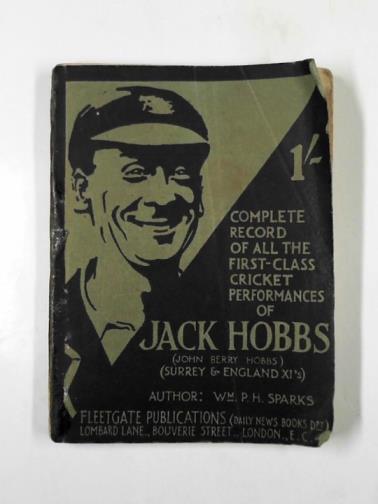 1/-
COMPLETE
RECORD
OF ALL THE
FIRST-CLASS
CRICKET
PERFORMANCES
OF
JACK HOBBS
(JOHN BERRY HOBBS)
(SURREY & ENGLAND XI's)
AUTHOR: WM. P. H. SPARKS
FLEETGATE PUBLICATIONS (DAILY NEWS BOOKS DEPT)
LOMBARD LANE., BOUVERIE STREET., LONDON., E.C.